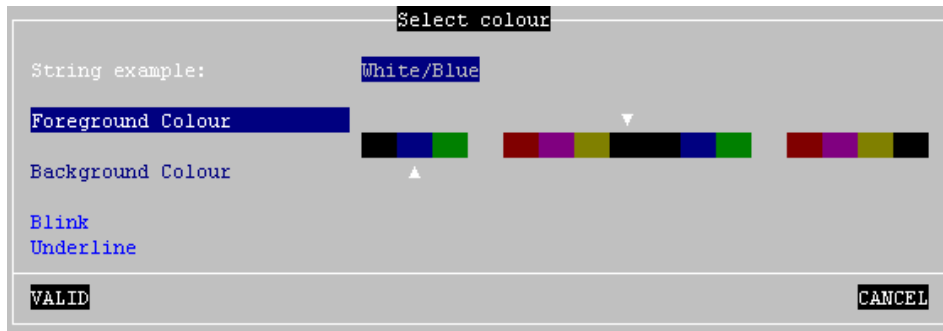 Select colour
String example: White/Blue
Foreground Colour
Background Colour
Blink
Underline
VALID CANCEL